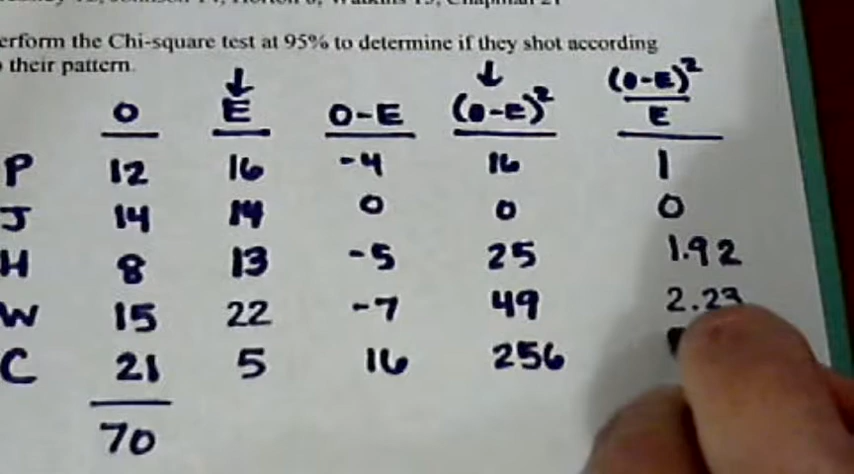 erform the Chi-square test at 95% to determine if they shot according
their pattern.
O E O-E (O-E)² (O-E)²/E
P 12 16 -4 16 1
J 14 14 0 0 0
H 8 13 -5 25 1.92
W 15 22 -7 49 2.23
C 21 5 16 256
70